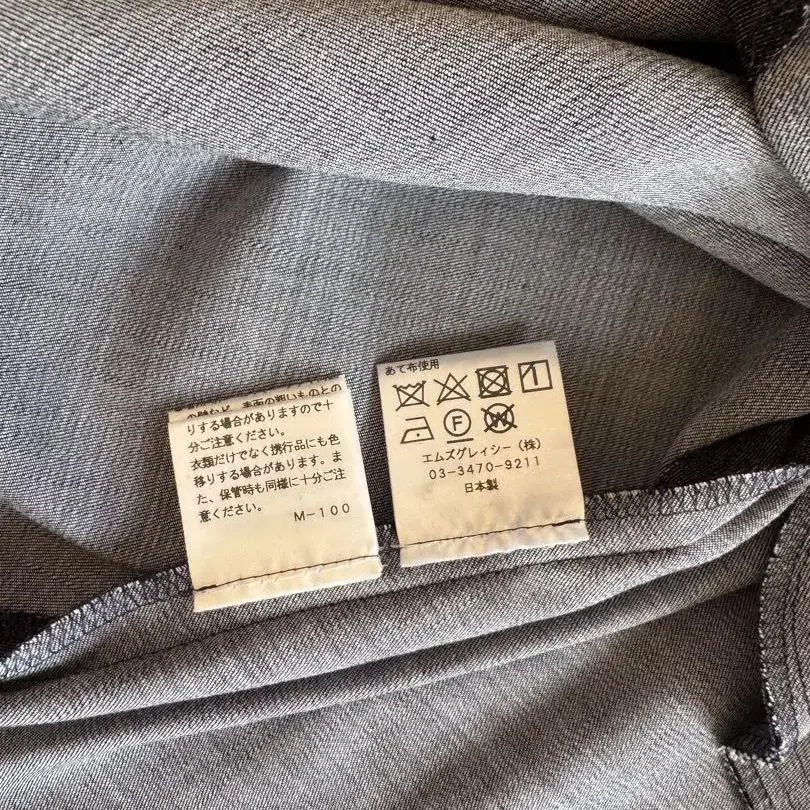 りする場合がありますので十
分ご注意ください。
衣類だけでなく携行品にも色
移りする場合があります。ま
た、保管時も同様に十分ご注
意ください。
M-100
あて布使用
F
W
エムズグレイシー(株)
03-3470-9211
日本製